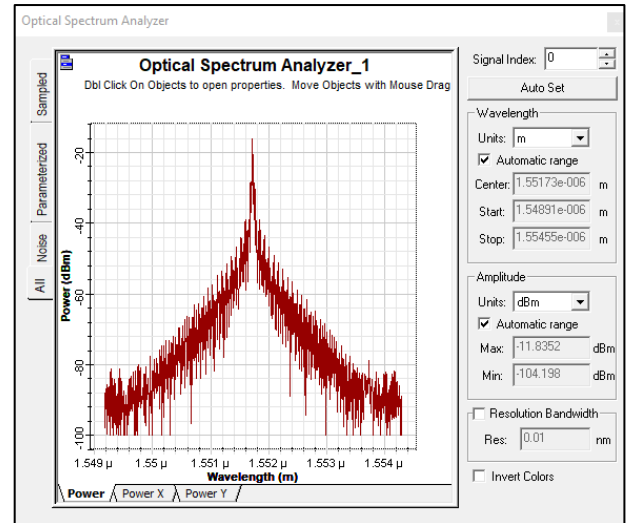 Optical Spectrum Analyzer
Optical Spectrum Analyzer_1
Dbl Click On Objects to open properties. Move Objects with Mouse Drag
Sampled
Parameterized
Noise
All
Power (dBm)
-20
-40
-60
-80
-100
1.549 µ 1.55 µ 1.551 µ 1.552 µ 1.553 µ 1.554 µ
Wavelength (m)
Power Power X Power Y
Signal Index: 0
Auto Set
Wavelength
Units: m
Automatic range
Center: 1.55173e-006 m
Start: 1.54891e-006 m
Stop: 1.55455e-006 m
Amplitude
Units: dBm
Automatic range
Max: -11.8352 dBm
Min: -104.198 dBm
Resolution Bandwidth
Res: 0.01 nm
Invert Colors